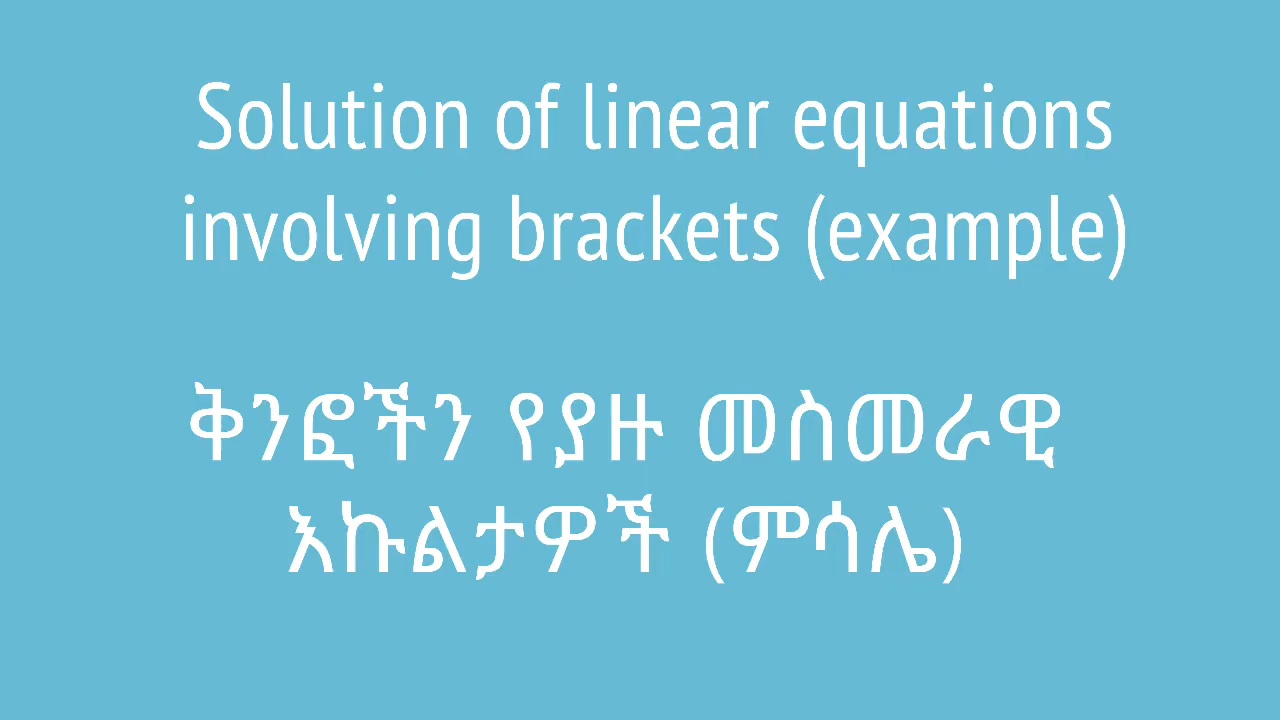 Solution of linear equations
involving brackets (example)
ቅንፎችን የያዙ መስመራዊ
እኩልታዎች (ምሳሌ)